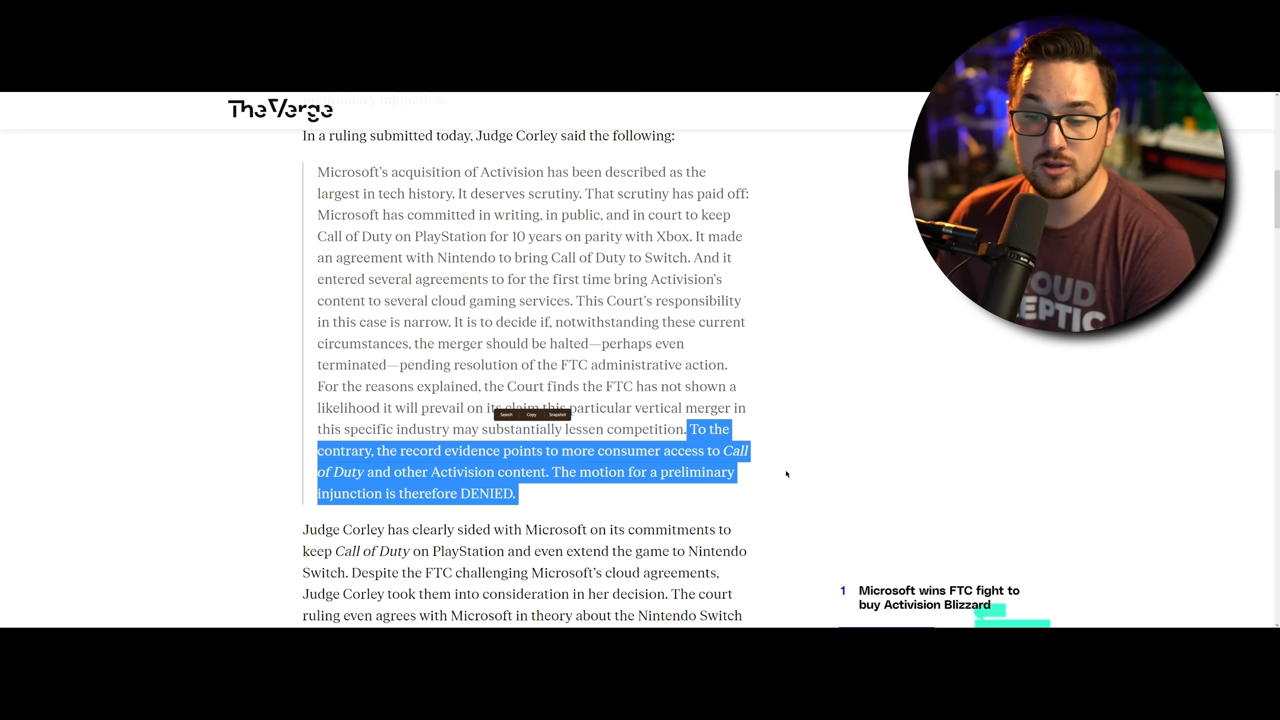 liminary injunction.
TheVerge
In a ruling submitted today, Judge Corley said the following:
Microsoft's acquisition of Activision has been described as the
largest in tech history. It deserves scrutiny. That scrutiny has paid off:
Microsoft has committed in writing, in public, and in court to keep
Call of Duty on PlayStation for 10 years on parity with Xbox. It made
an agreement with Nintendo to bring Call of Duty to Switch. And it
entered several agreements to for the first time bring Activision's
content to several cloud gaming services. This Court's responsibility
in this case is narrow. It is to decide if, notwithstanding these current
circumstances, the merger should be halted—perhaps even
terminated—pending resolution of the FTC administrative action.
For the reasons explained, the Court finds the FTC has not shown a
likelihood it will prevail on its claim this particular vertical merger in
Search Copy Snapshot
this specific industry may substantially lessen competition. To the
contrary, the record evidence points to more consumer access to Call
of Duty and other Activision content. The motion for a preliminary
injunction is therefore DENIED.
Judge Corley has clearly sided with Microsoft on its commitments to
keep Call of Duty on PlayStation and even extend the game to Nintendo
Switch. Despite the FTC challenging Microsoft's cloud agreements,
Judge Corley took them into consideration in her decision. The court
ruling even agrees with Microsoft in theory about the Nintendo Switch
1 Microsoft wins FTC fight to
buy Activision Blizzard
LOUD
EPTIC